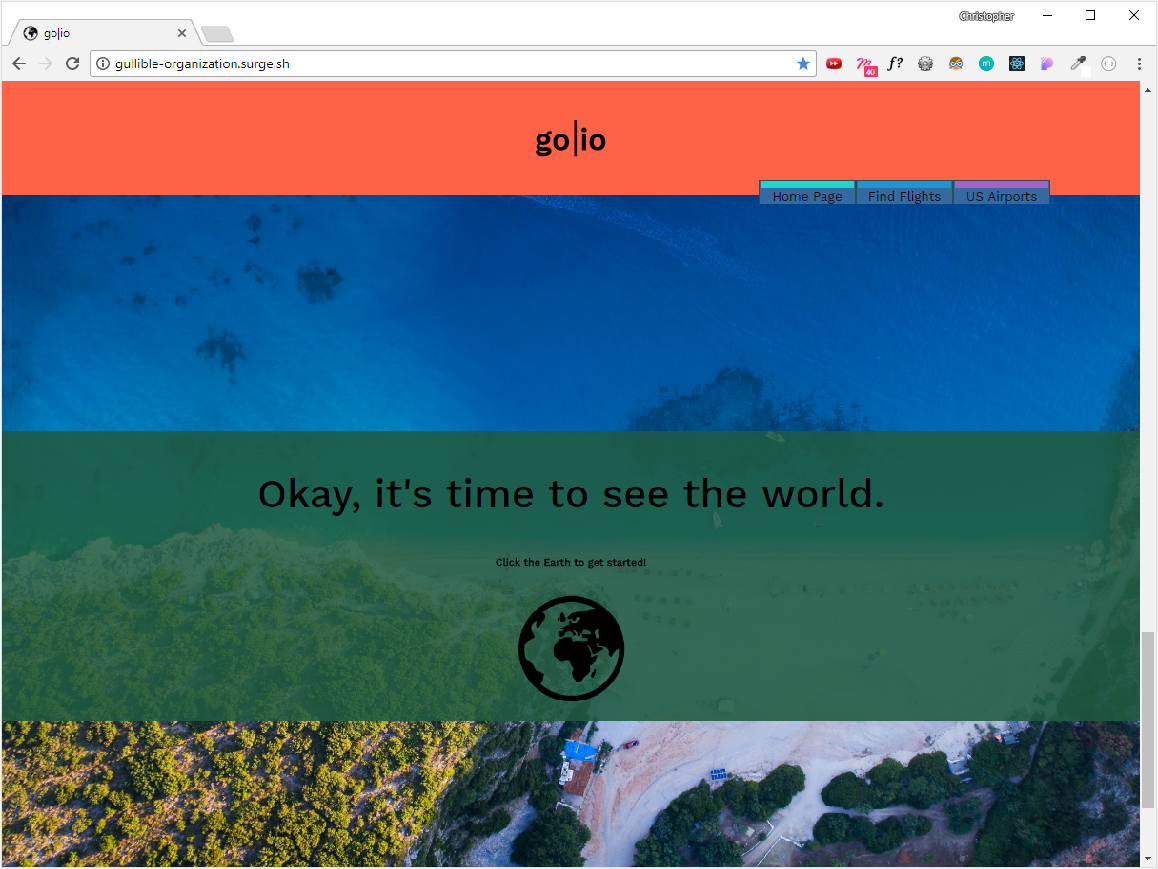 Christopher
go|io
gullible-organization.surge.sh
40
f?
m
go|io
Home Page
Find Flights
US Airports
Okay, it's time to see the world.
Click the Earth to get started!